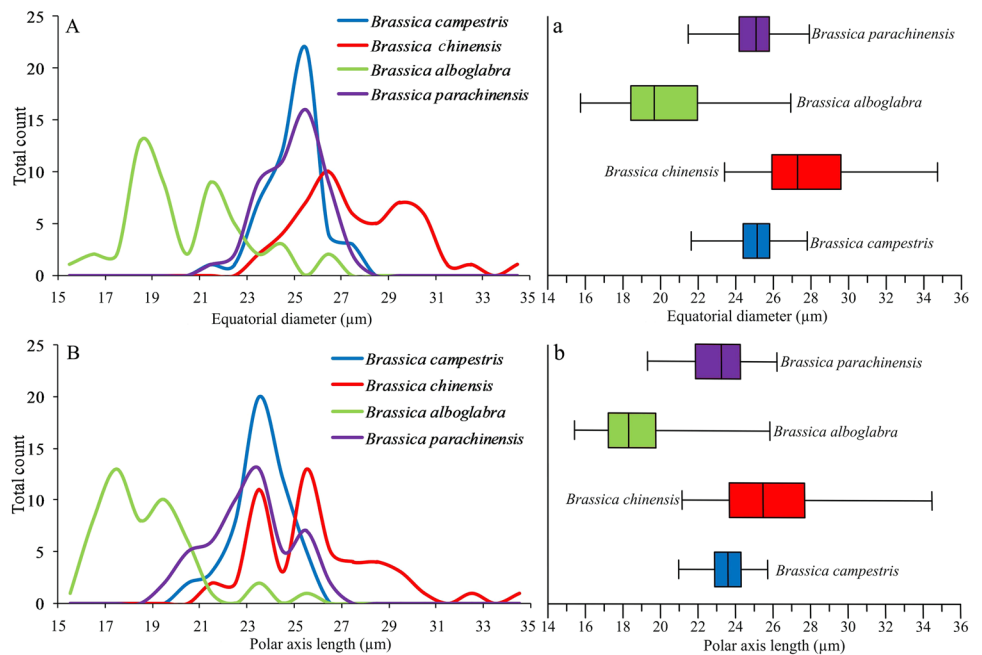 A
25
20
15
10
5
0
Total count
15 17 19 21 23 25 27 29 31 33 35
Equatorial diameter (µm)
Brassica campestris
Brassica chinensis
Brassica alboglabra
Brassica parachinensis
a
Brassica parachinensis
Brassica alboglabra
Brassica chinensis
Brassica campestris
14 16 18 20 22 24 26 28 30 32 34 36
Equatorial diameter (µm)
B
25
20
15
10
5
0
Total count
15 17 19 21 23 25 27 29 31 33 35
Polar axis length (µm)
Brassica campestris
Brassica chinensis
Brassica alboglabra
Brassica parachinensis
b
Brassica parachinensis
Brassica alboglabra
Brassica chinensis
Brassica campestris
14 16 18 20 22 24 26 28 30 32 34 36
Polar axis length (µm)